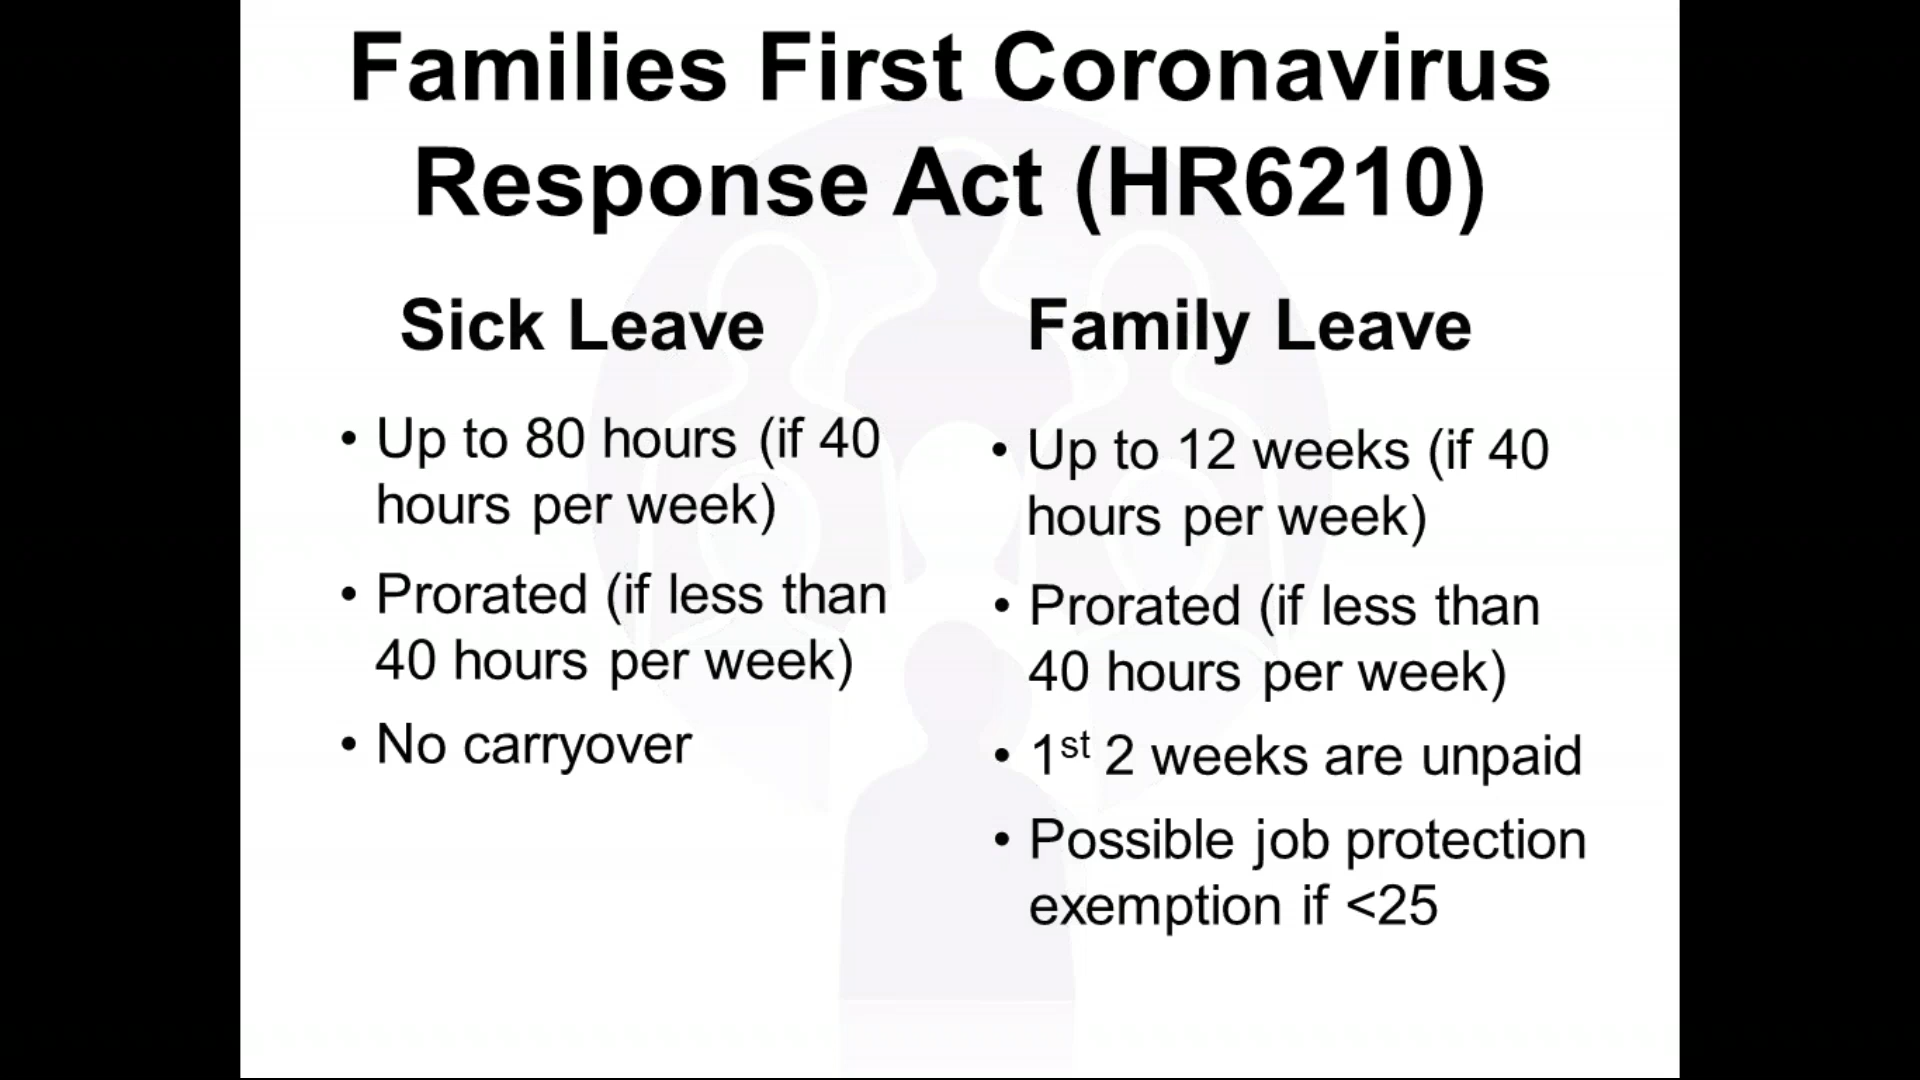 Families First Coronavirus
Response Act (HR6210)
Sick Leave
• Up to 80 hours (if 40
hours per week)
• Prorated (if less than
40 hours per week)
• No carryover
Family Leave
• Up to 12 weeks (if 40
hours per week)
• Prorated (if less than
40 hours per week)
• 1st 2 weeks are unpaid
• Possible job protection
exemption if <25